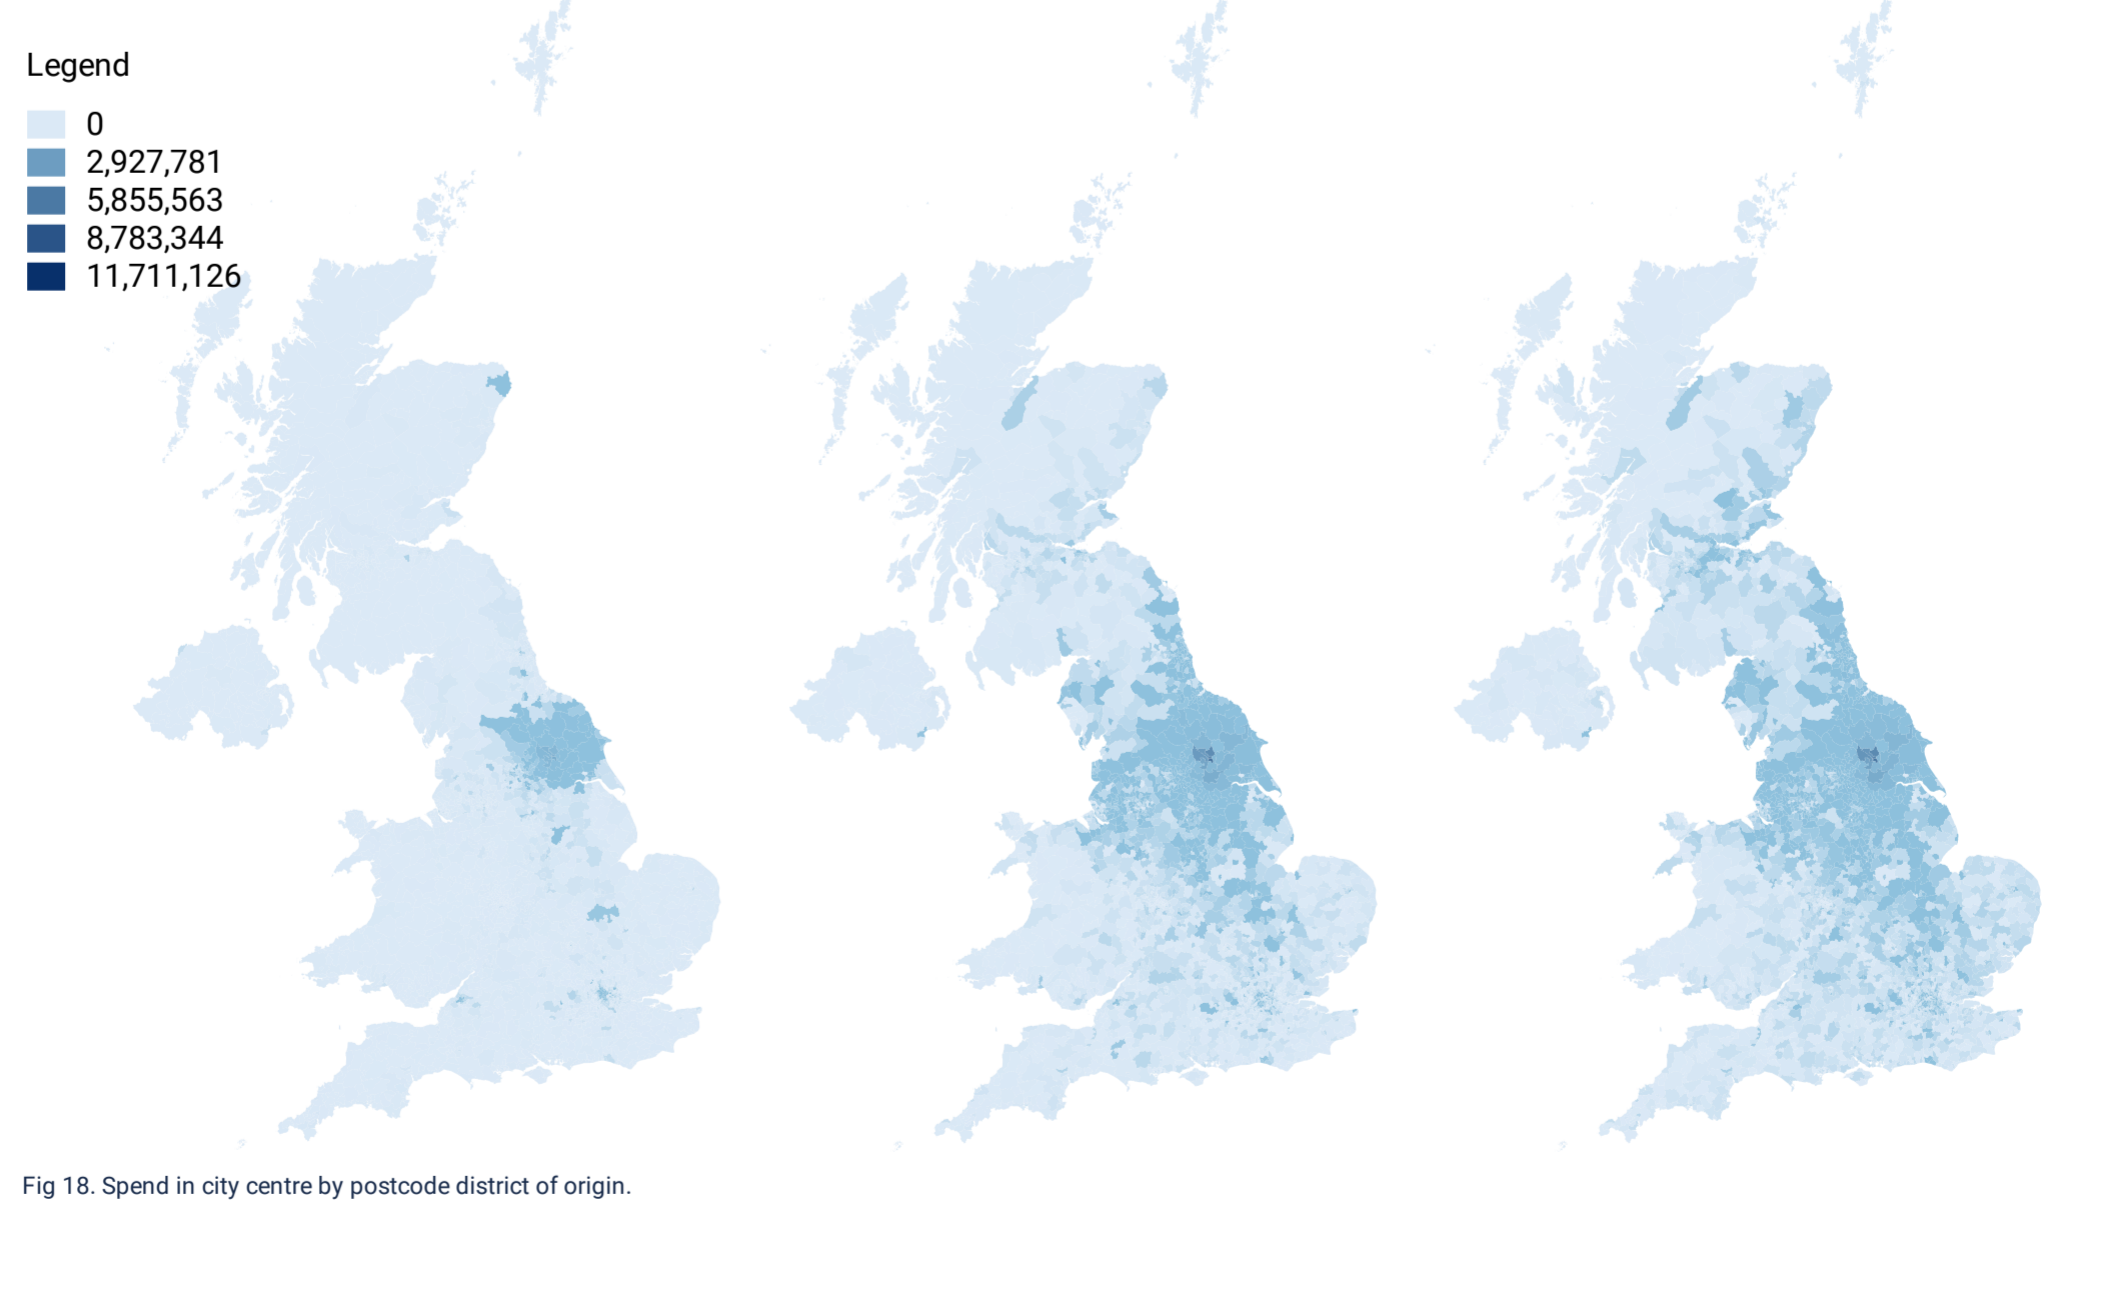 Legend
0
2,927,781
5,855,563
8,783,344
11,711,126
Fig 18. Spend in city centre by postcode district of origin.